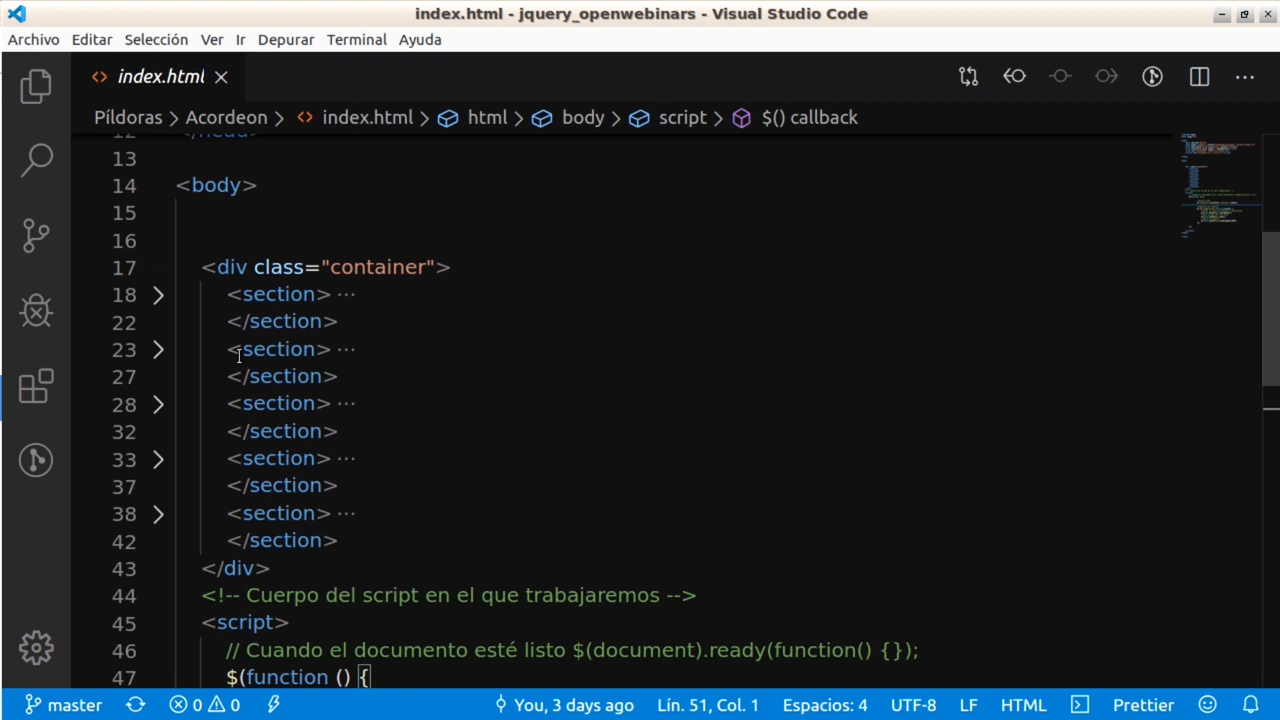 index.html - jquery_openwebinars - Visual Studio Code
Archivo Editar Selección Ver Ir Depurar Terminal Ayuda
index.html
Píldoras > Acordeon > index.html > html > body > script > $() callback
12 </head>
13
14 <body>
15
16
17 <div class="container">
18 <section> ···
22 </section>
23 <section> ···
27 </section>
28 <section> ···
32 </section>
33 <section> ···
37 </section>
38 <section> ···
42 </section>
43 </div>
44 <!-- Cuerpo del script en el que trabajaremos -->
45 <script>
46 // Cuando el documento esté listo $(document).ready(function() {});
47 $(function () {
master 0 0 You, 3 days ago Lín. 51, Col. 1 Espacios: 4 UTF-8 LF HTML Prettier